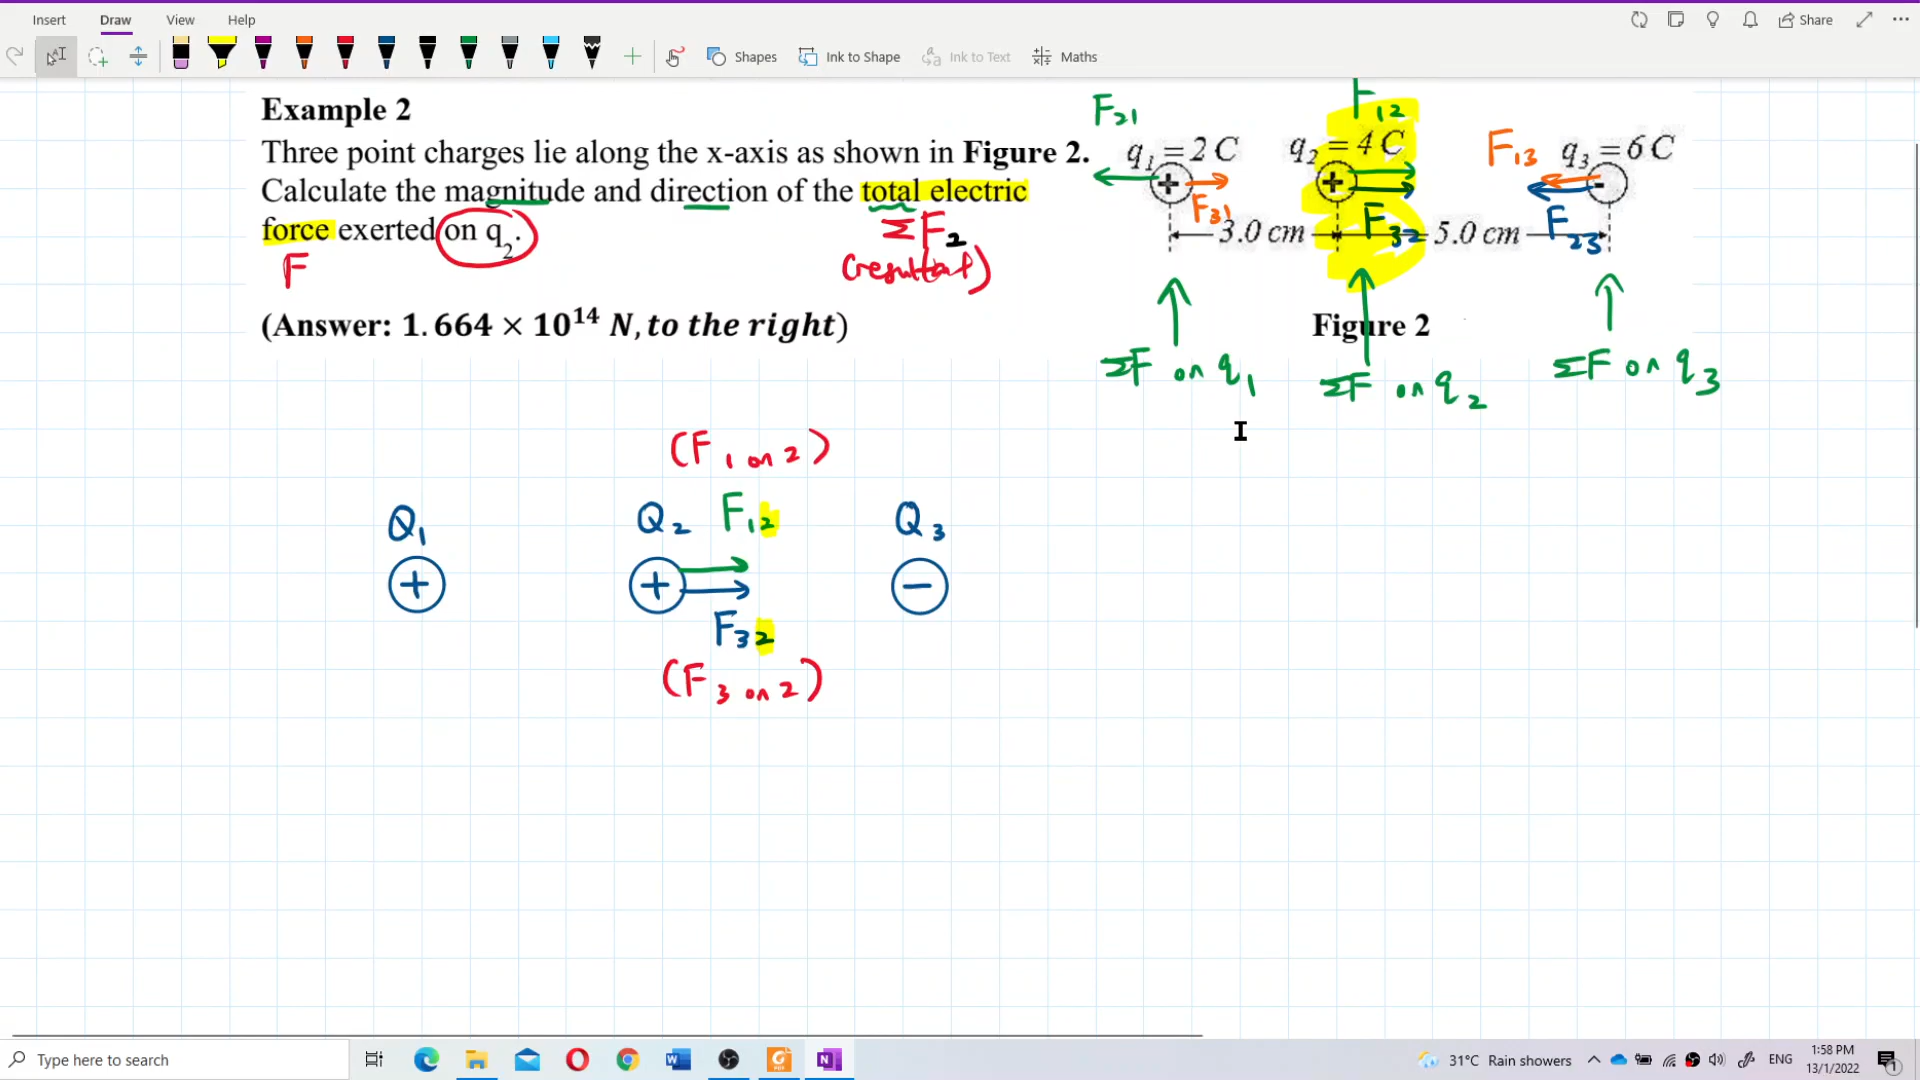 Insert Draw View Help
Share
Shapes Ink to Shape Ink to Text Maths
Example 2
Three point charges lie along the x-axis as shown in Figure 2.
Calculate the magnitude and direction of the total electric
force exerted on q2.
F
ΣF2
(resultant)
(Answer: 1.664 × 10^14 N, to the right)
F21
F12
q1 = 2 C
q2 = 4 C
F13
q3 = 6 C
+
+
-
F31
F32
F23
3.0 cm
5.0 cm
Figure 2
ΣF on q1
ΣF on q2
ΣF on q3
(F 1 on 2)
Q1
Q2 F12
Q3
+
+
−
F32
(F 3 on 2)
Type here to search
31°C Rain showers
ENG
1:58 PM
13/1/2022
1